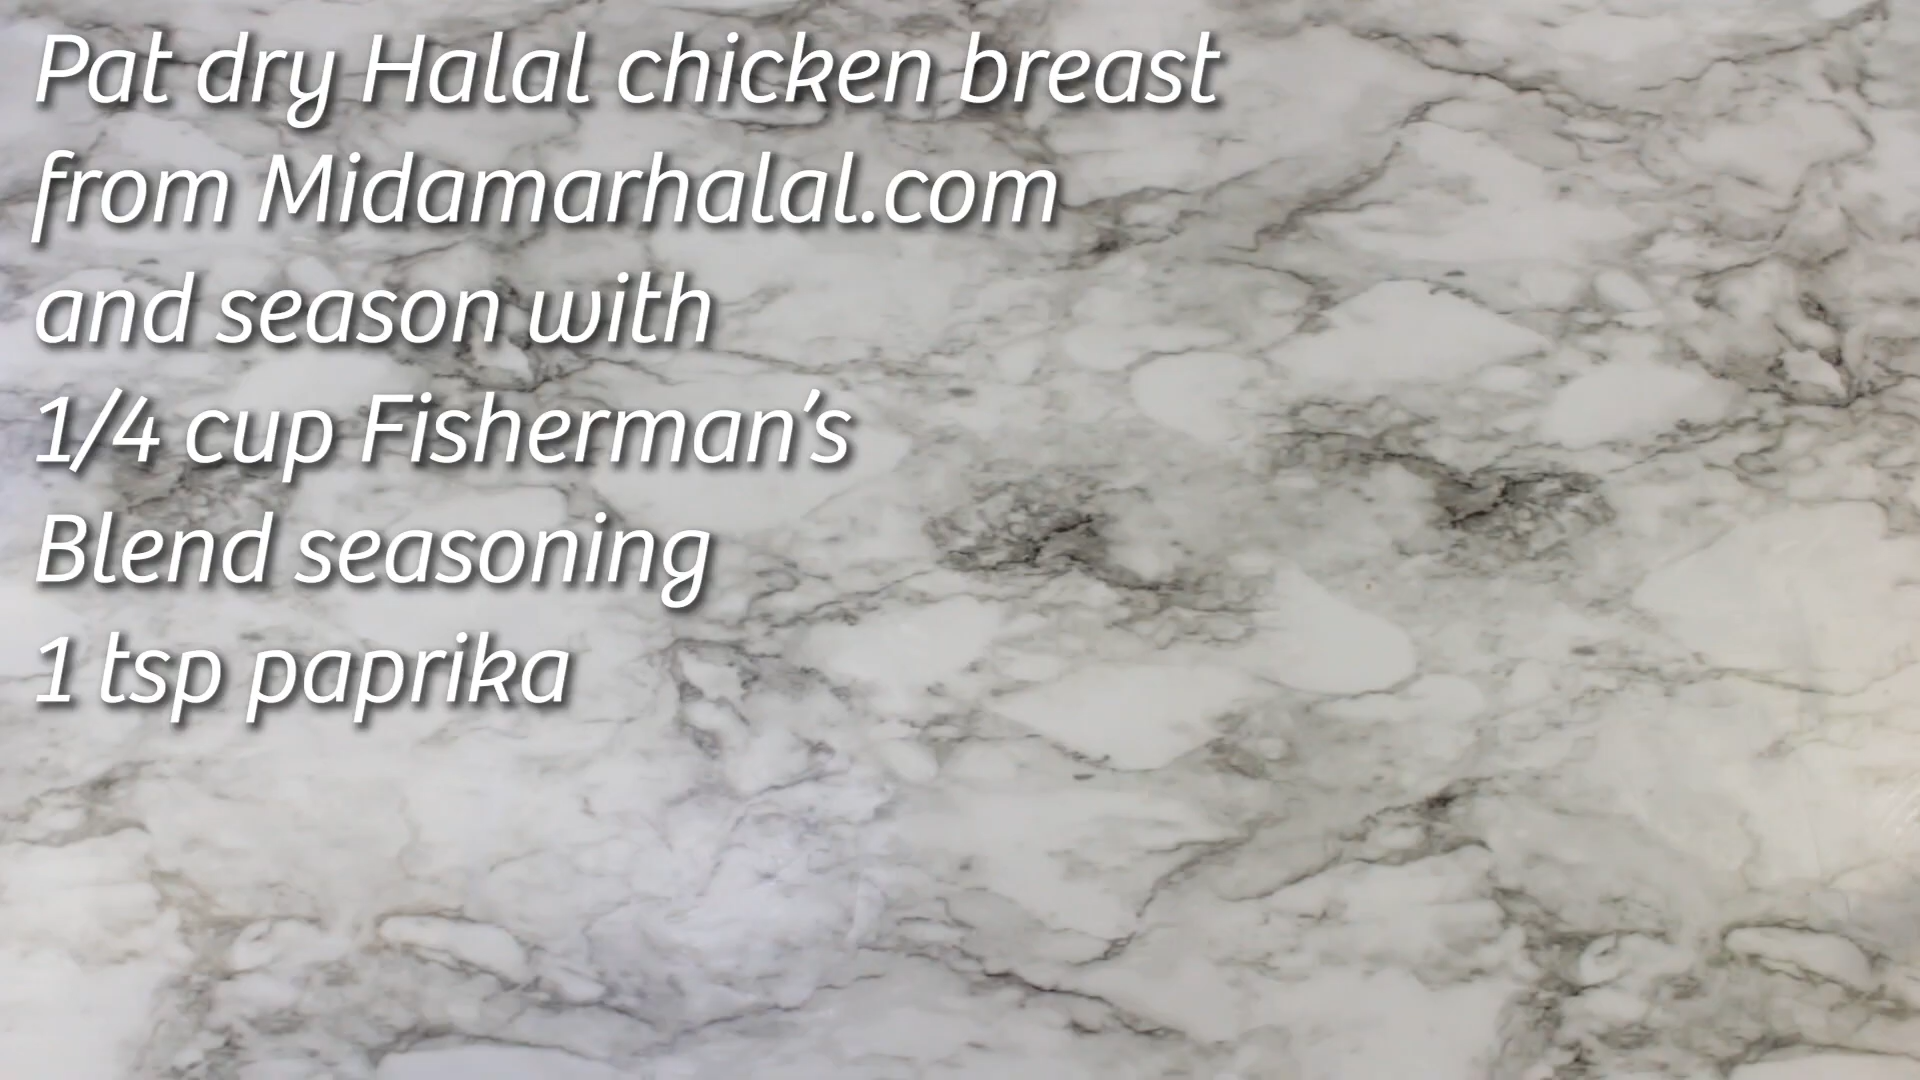 Pat dry Halal chicken breast
from Midamarhalal.com
and season with
1/4 cup Fisherman’s
Blend seasoning
1 tsp paprika